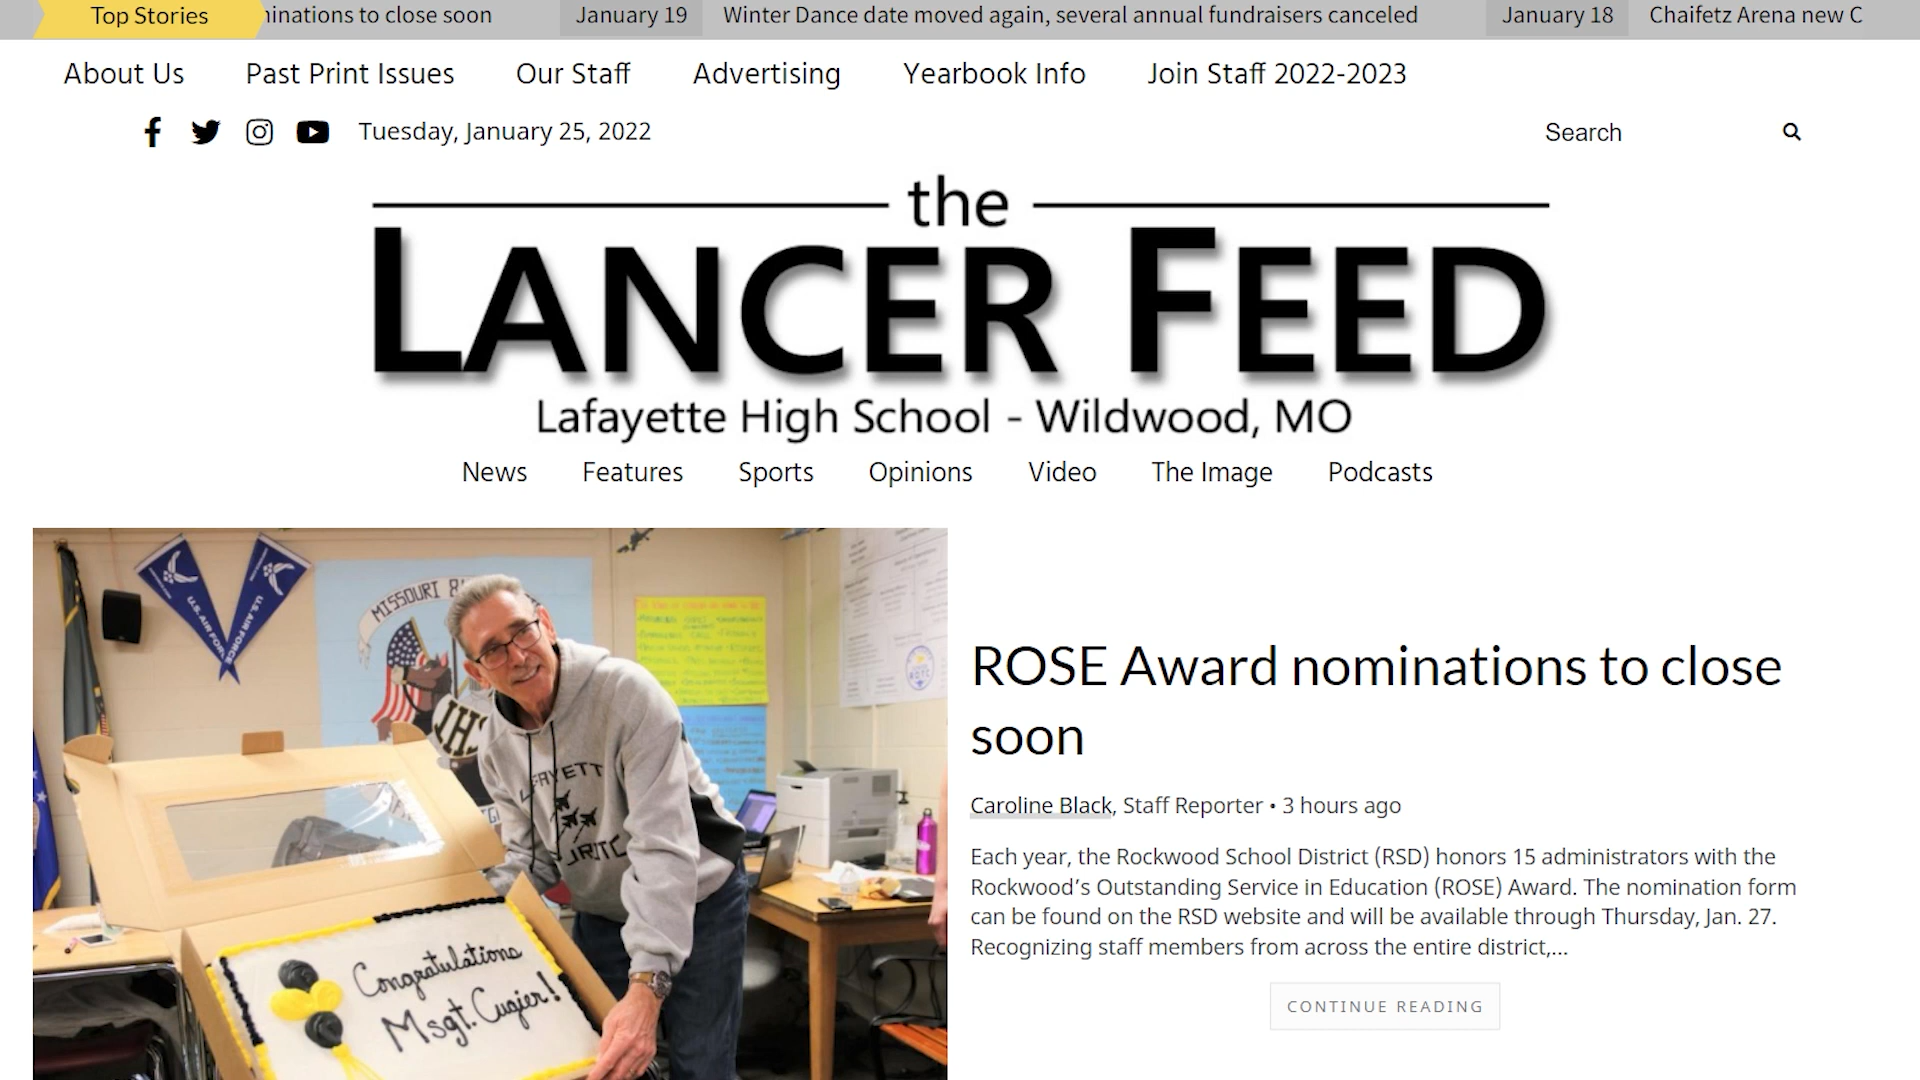 Top Stories
inations to close soon
January 19
Winter Dance date moved again, several annual fundraisers canceled
January 18
Chaifetz Arena new C
About Us
Past Print Issues
Our Staff
Advertising
Yearbook Info
Join Staff 2022-2023
Tuesday, January 25, 2022
Search
the
LANCER FEED
Lafayette High School - Wildwood, MO
News
Features
Sports
Opinions
Video
The Image
Podcasts
U.S. AIR FORCE
U.S. AIR FORCE
MISSOURI
AFAYETTE
JROTC
Congratulations
Msgt. Cugier!
ROSE Award nominations to close
soon
Caroline Black, Staff Reporter • 3 hours ago
Each year, the Rockwood School District (RSD) honors 15 administrators with the
Rockwood’s Outstanding Service in Education (ROSE) Award. The nomination form
can be found on the RSD website and will be available through Thursday, Jan. 27.
Recognizing staff members from across the entire district,...
CONTINUE READING